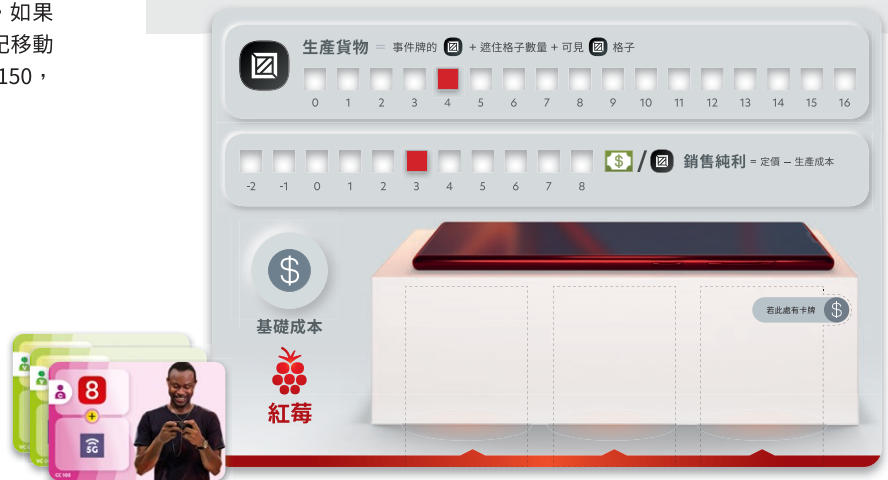 ，如果
記移動
150，
生產貨物 = 事件牌的 + 遮住格子數量 + 可見 格子
0 1 2 3 4 5 6 7 8 9 10 11 12 13 14 15 16
-2 -1 0 1 2 3 4 5 6 7 8
$ / 銷售純利 = 定價 – 生產成本
$
基礎成本
紅莓
若此處有卡牌 $
8
+
5G